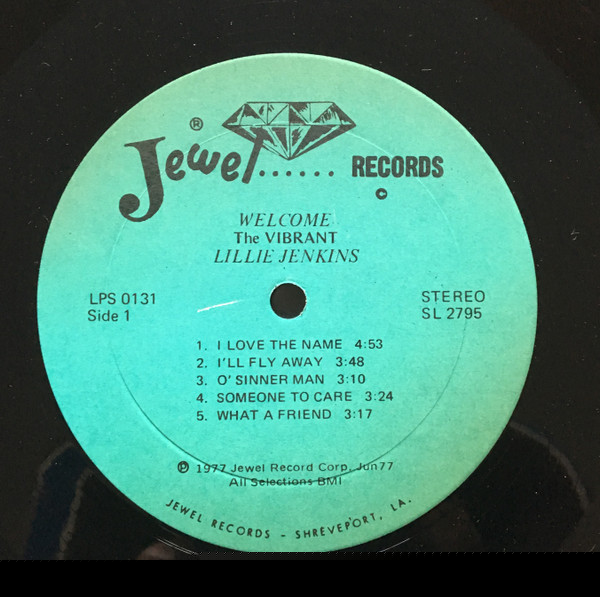 ®
Jewel...... RECORDS
©
WELCOME
The VIBRANT
LILLIE JENKINS
LPS 0131
Side 1
STEREO
SL 2795
1. I LOVE THE NAME 4:53
2. I'LL FLY AWAY 3:48
3. O' SINNER MAN 3:10
4. SOMEONE TO CARE 3:24
5. WHAT A FRIEND 3:17
℗ 1977 Jewel Record Corp. Jun77
All Selections BMI
JEWEL RECORDS - SHREVEPORT, LA.